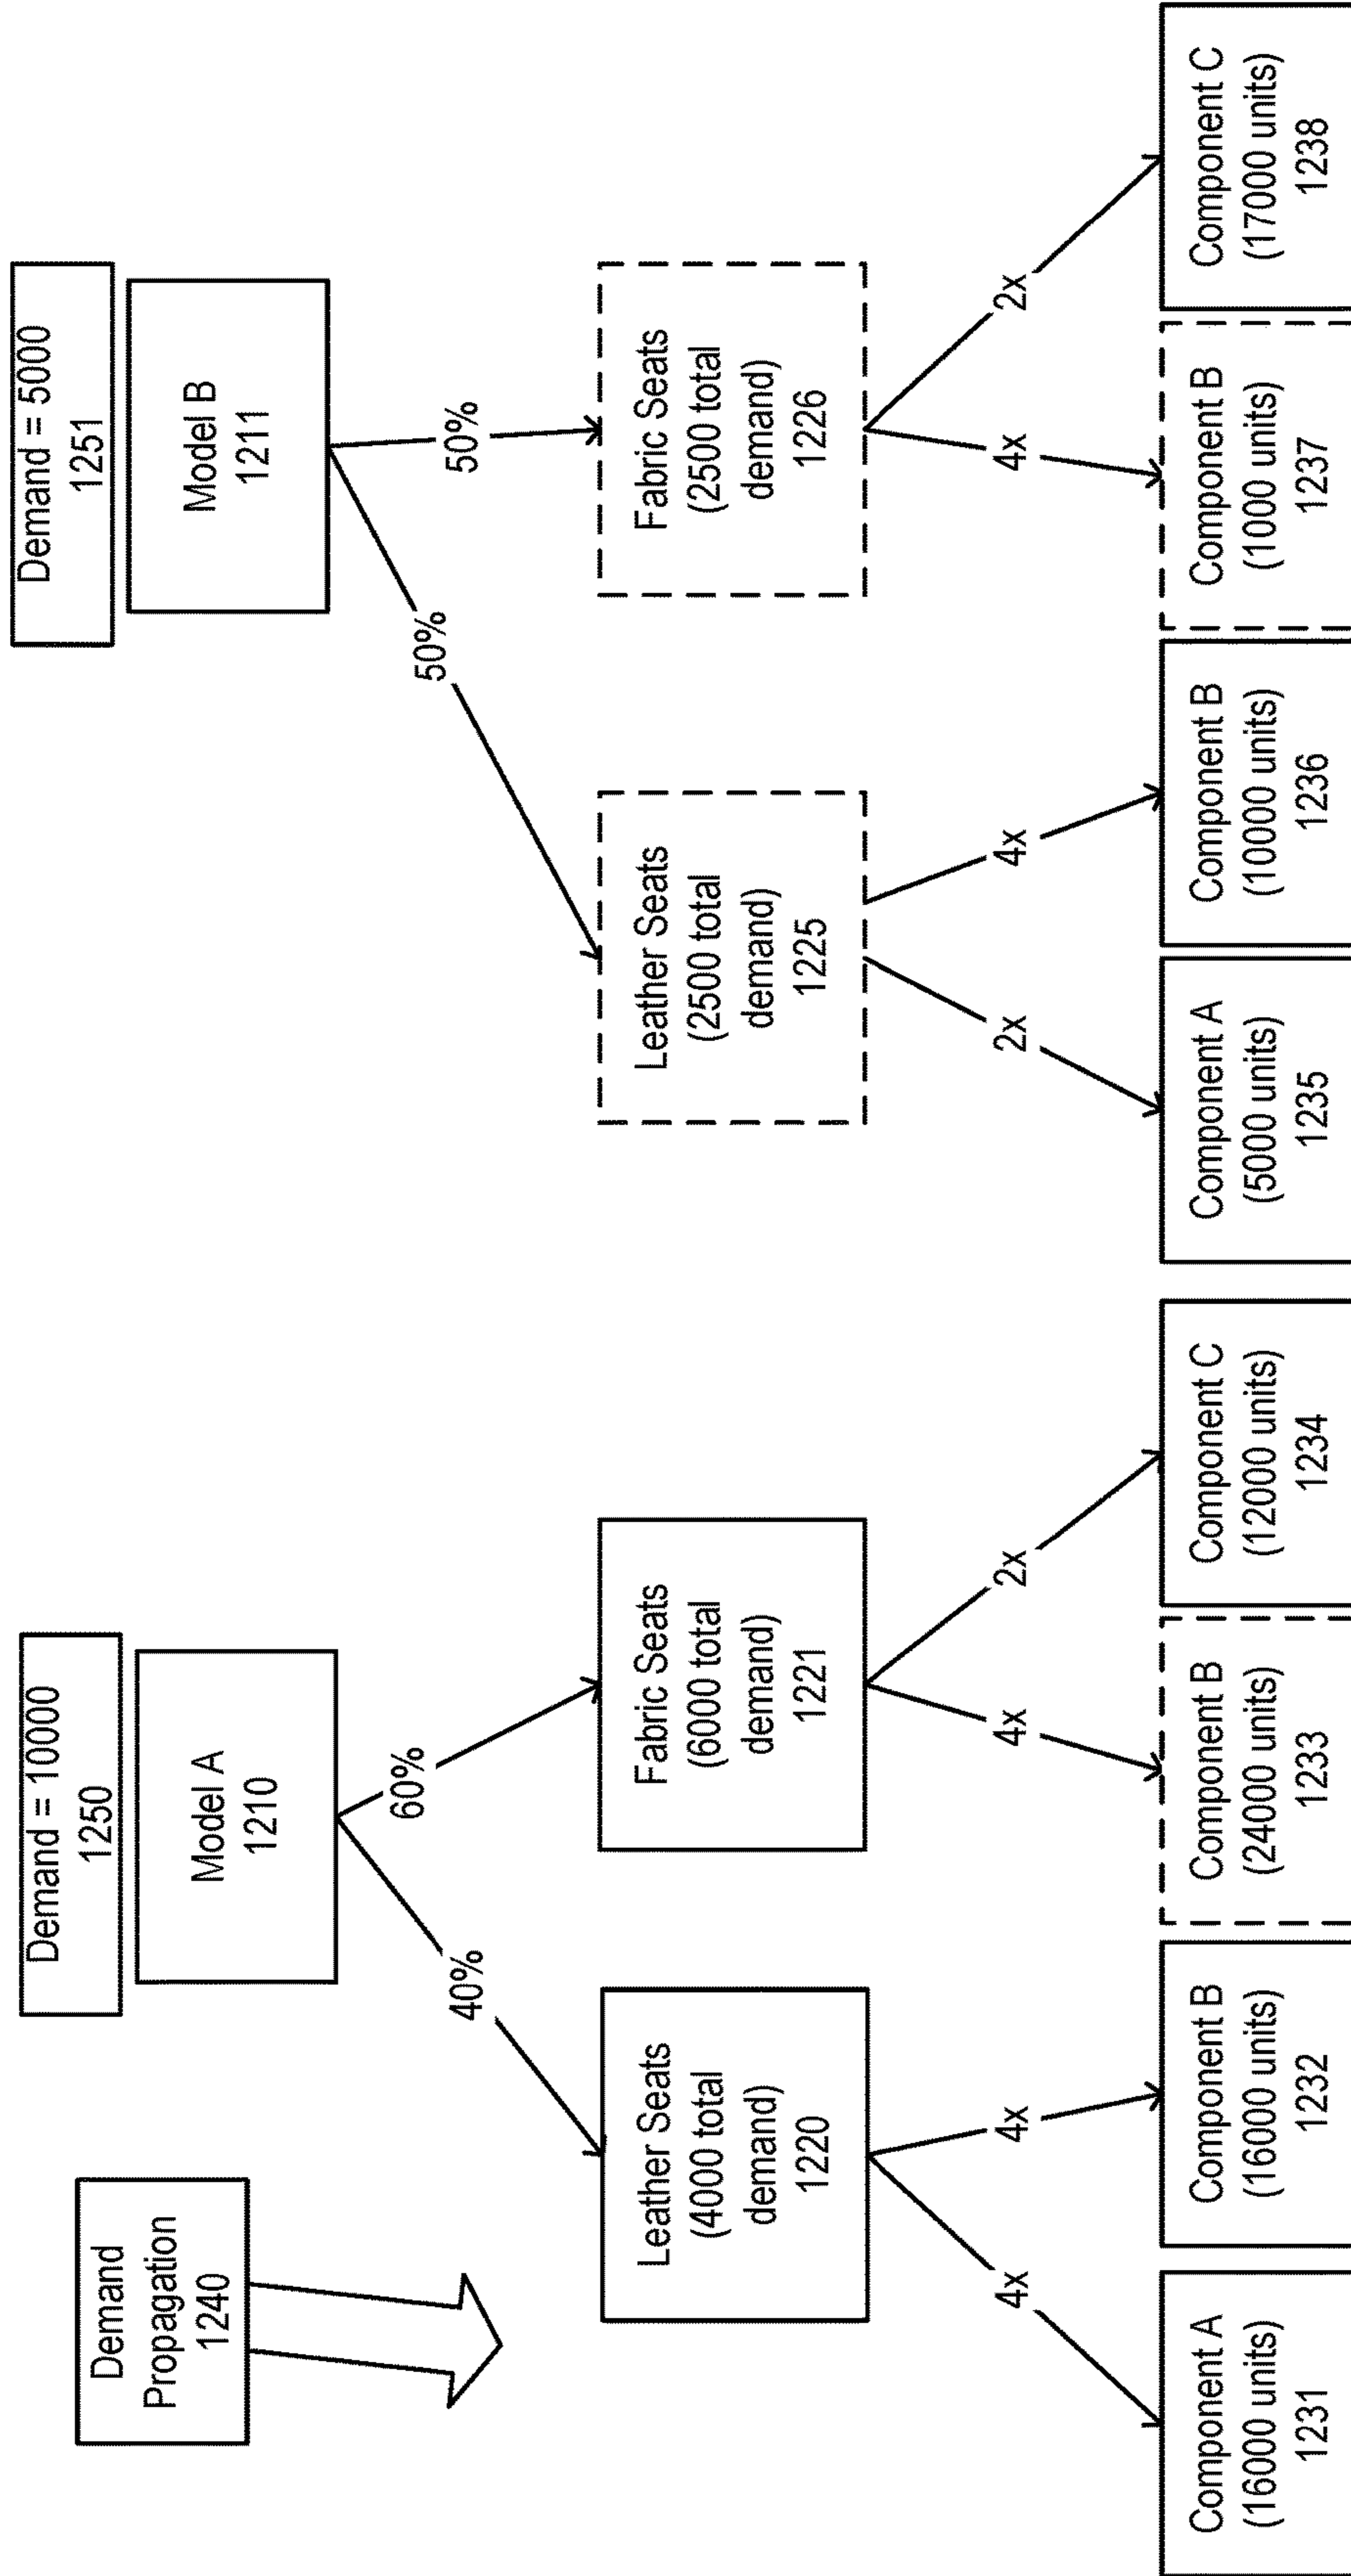 Demand = 10000
1250
Demand = 5000
1251
Demand
Propagation
1240
Model A
1210
Model B
1211
40%
60%
50%
50%
Leather Seats
(4000 total
demand)
1220
Fabric Seats
(6000 total
demand)
1221
Leather Seats
(2500 total
demand)
1225
Fabric Seats
(2500 total
demand)
1226
4x
4x
4x
2x
2x
4x
4x
2x
Component A
(16000 units)
1231
Component B
(16000 units)
1232
Component B
(24000 units)
1233
Component C
(12000 units)
1234
Component A
(5000 units)
1235
Component B
(10000 units)
1236
Component B
(1000 units)
1237
Component C
(17000 units)
1238